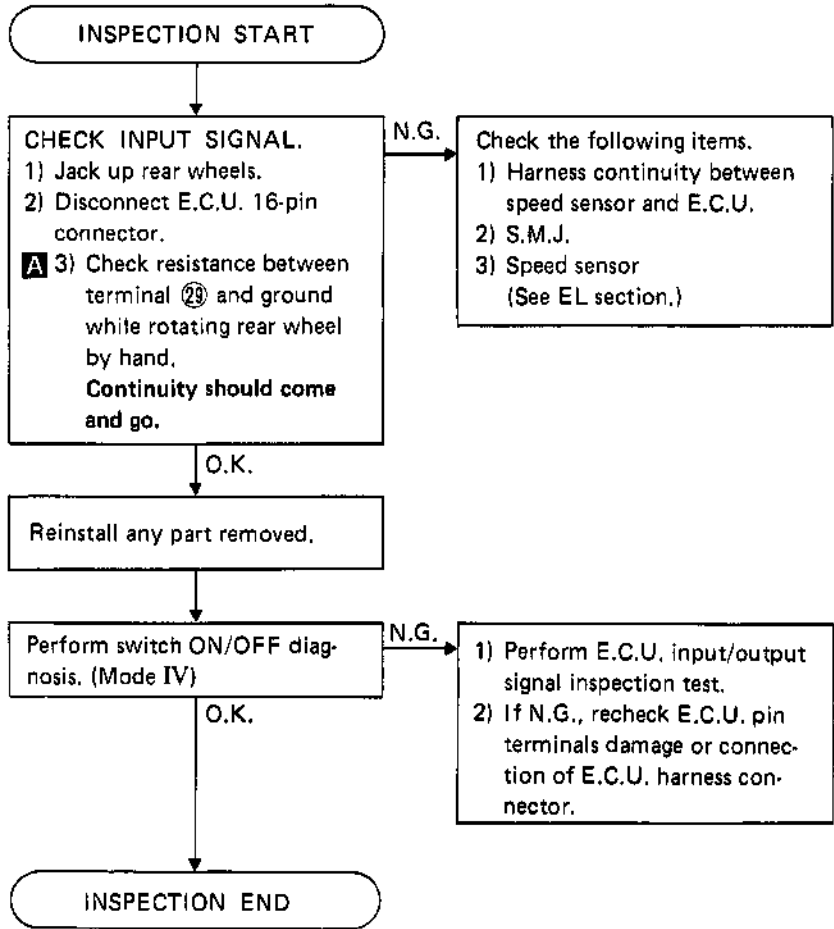 INSPECTION START
CHECK INPUT SIGNAL.
1) Jack up rear wheels.
2) Disconnect E.C.U. 16-pin
connector.
A 3) Check resistance between
terminal ㉙ and ground
while rotating rear wheel
by hand.
Continuity should come
and go.
N.G.
Check the following items.
1) Harness continuity between
speed sensor and E.C.U.
2) S.M.J.
3) Speed sensor
(See EL section.)
O.K.
Reinstall any part removed.
Perform switch ON/OFF diag-
nosis. (Mode IV)
N.G.
1) Perform E.C.U. input/output
signal inspection test.
2) If N.G., recheck E.C.U. pin
terminals damage or connec-
tion of E.C.U. harness con-
nector.
O.K.
INSPECTION END